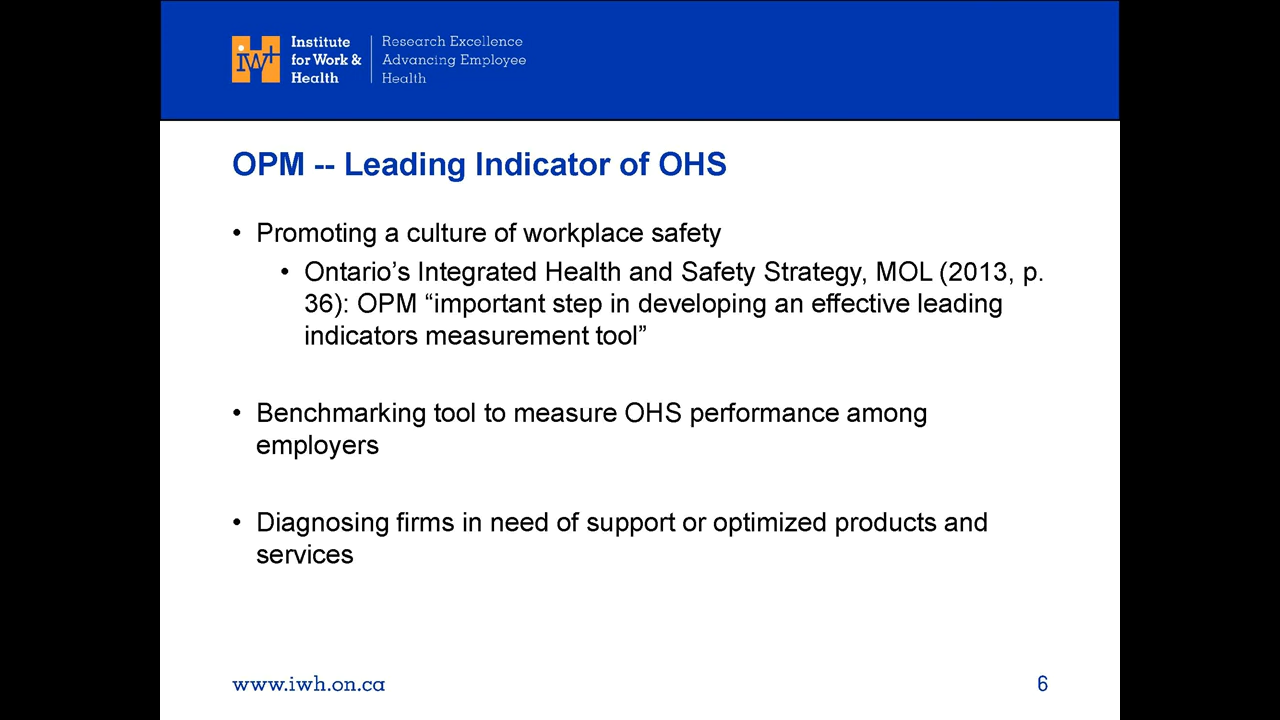 iw+
Institute
for Work &
Health
Research Excellence
Advancing Employee
Health
OPM -- Leading Indicator of OHS
• Promoting a culture of workplace safety
• Ontario’s Integrated Health and Safety Strategy, MOL (2013, p.
36): OPM “important step in developing an effective leading
indicators measurement tool”
• Benchmarking tool to measure OHS performance among
employers
• Diagnosing firms in need of support or optimized products and
services
www.iwh.on.ca
6